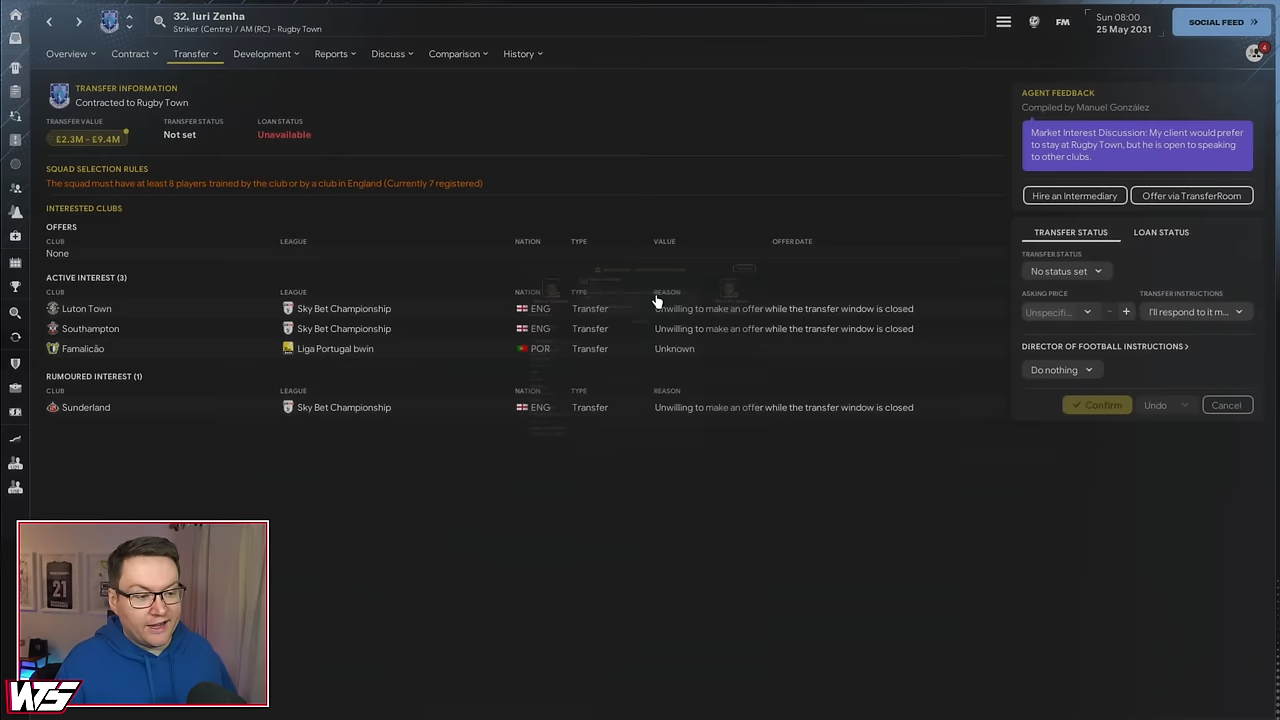 32. Iuri Zenha
Striker (Centre) / AM (RC) - Rugby Town
FM
Sun 08:00
25 May 2031
SOCIAL FEED
4
Overview
Contract
Transfer
Development
Reports
Discuss
Comparison
History
TRANSFER INFORMATION
Contracted to Rugby Town
TRANSFER VALUE
TRANSFER STATUS
LOAN STATUS
£2.3M - £9.4M
Not set
Unavailable
SQUAD SELECTION RULES
The squad must have at least 8 players trained by the club or by a club in England (Currently 7 registered)
INTERESTED CLUBS
OFFERS
CLUB LEAGUE NATION TYPE VALUE OFFER DATE
None
ACTIVE INTEREST (3)
CLUB LEAGUE NATION TYPE REASON
Luton Town Sky Bet Championship ENG Transfer Unwilling to make an offer while the transfer window is closed
Southampton Sky Bet Championship ENG Transfer Unwilling to make an offer while the transfer window is closed
Famalicão Liga Portugal bwin POR Transfer Unknown
RUMOURED INTEREST (1)
CLUB LEAGUE NATION TYPE REASON
Sunderland Sky Bet Championship ENG Transfer Unwilling to make an offer while the transfer window is closed
AGENT FEEDBACK
Compiled by Manuel González
Market Interest Discussion: My client would prefer
to stay at Rugby Town, but he is open to speaking
to other clubs.
Hire an Intermediary
Offer via TransferRoom
TRANSFER STATUS
LOAN STATUS
TRANSFER STATUS
No status set
ASKING PRICE
TRANSFER INSTRUCTIONS
Unspecifi...
- +
I'll respond to it m...
DIRECTOR OF FOOTBALL INSTRUCTIONS >
Do nothing
Confirm
Undo
Cancel
21
WTS